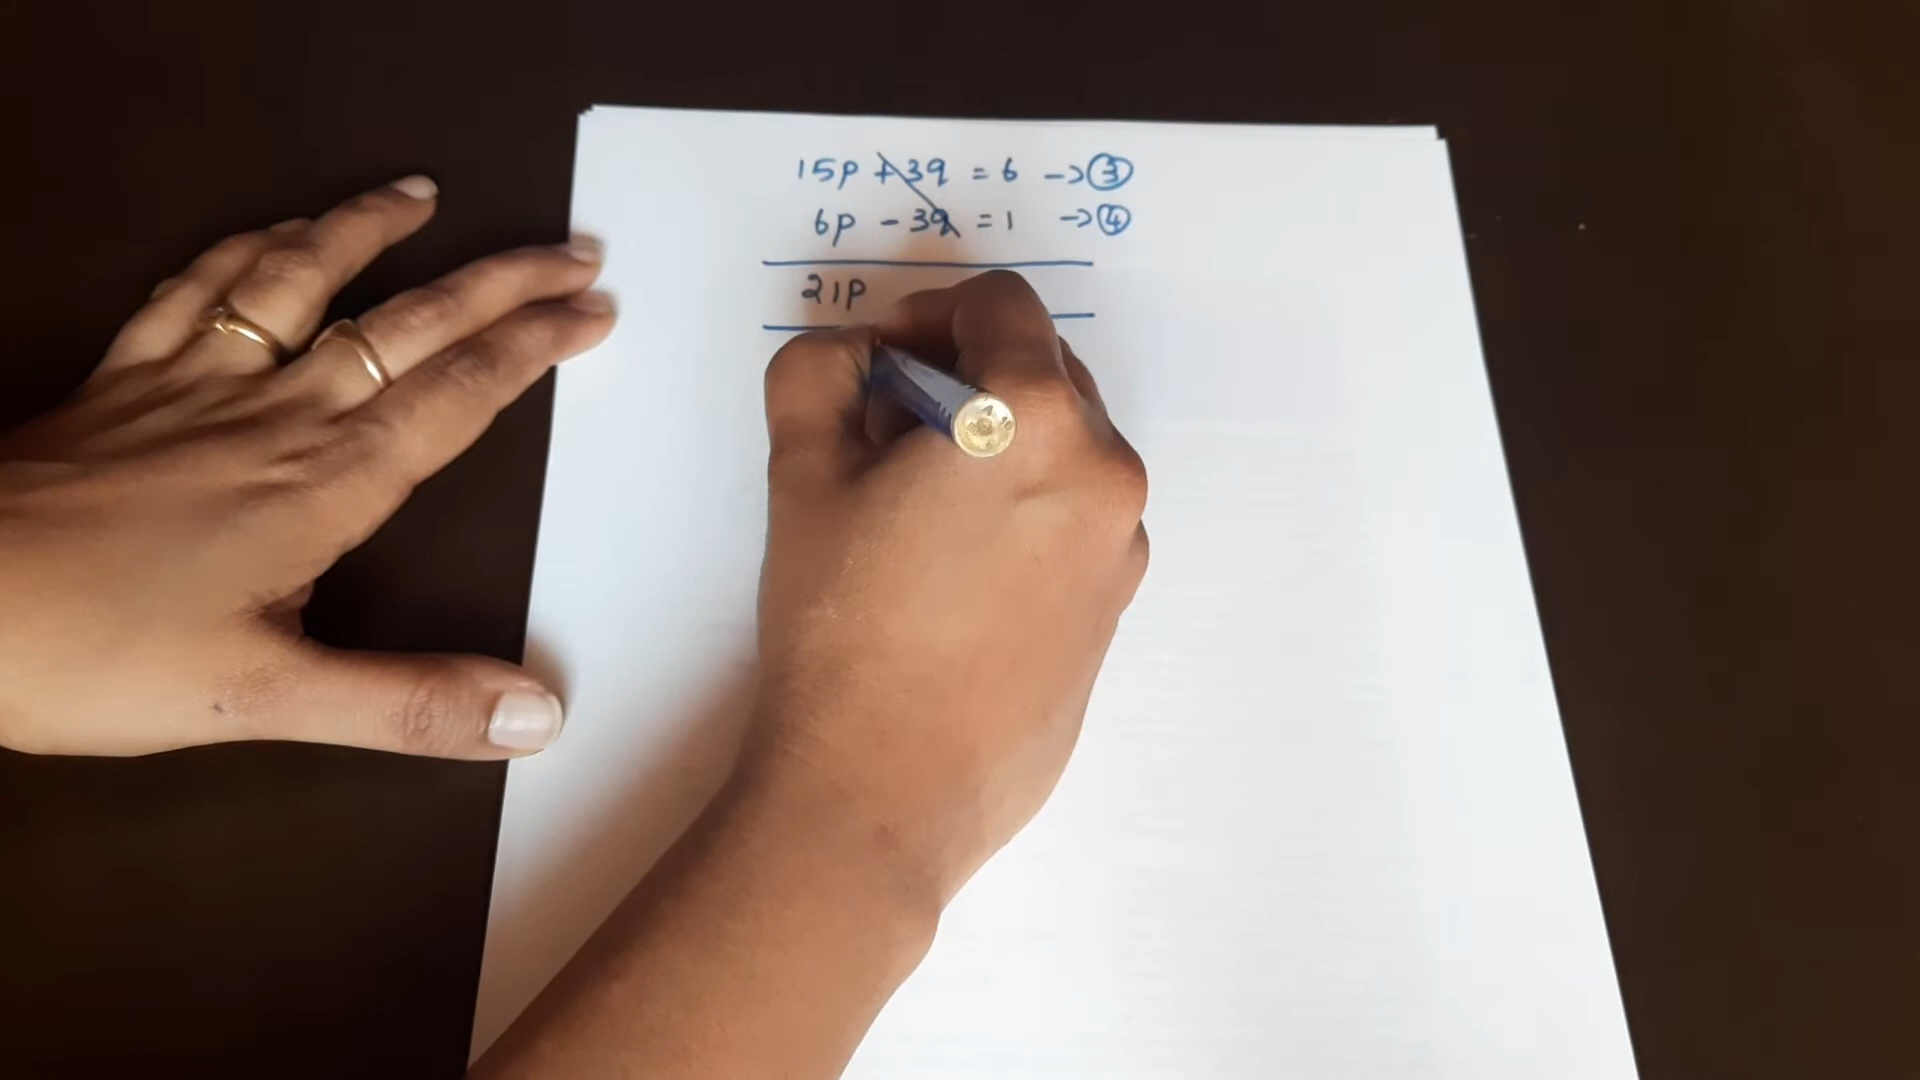 15p + 3q = 6 → ③
6p - 3q = 1 → ④
21p